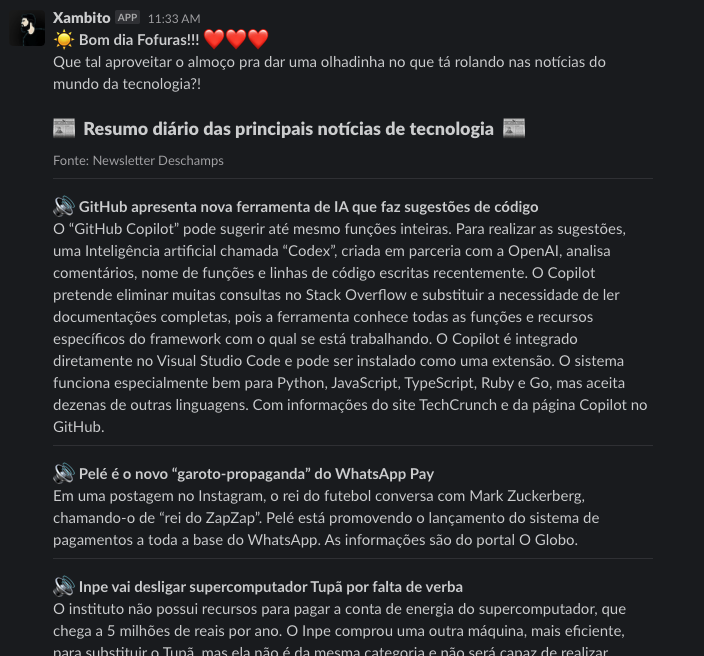 Xambito APP 11:33 AM
☀️ Bom dia Fofuras!!! ❤️❤️❤️
Que tal aproveitar o almoço pra dar uma olhadinha no que tá rolando nas notícias do
mundo da tecnologia?!
📰 Resumo diário das principais notícias de tecnologia 📰
Fonte: Newsletter Deschamps
🔊 GitHub apresenta nova ferramenta de IA que faz sugestões de código
O “GitHub Copilot” pode sugerir até mesmo funções inteiras. Para realizar as sugestões,
uma Inteligência artificial chamada “Codex”, criada em parceria com a OpenAI, analisa
comentários, nome de funções e linhas de código escritas recentemente. O Copilot
pretende eliminar muitas consultas no Stack Overflow e substituir a necessidade de ler
documentações completas, pois a ferramenta conhece todas as funções e recursos
específicos do framework com o qual se está trabalhando. O Copilot é integrado
diretamente no Visual Studio Code e pode ser instalado como uma extensão. O sistema
funciona especialmente bem para Python, JavaScript, TypeScript, Ruby e Go, mas aceita
dezenas de outras linguagens. Com informações do site TechCrunch e da página Copilot no
GitHub.
🔊 Pelé é o novo “garoto-propaganda” do WhatsApp Pay
Em uma postagem no Instagram, o rei do futebol conversa com Mark Zuckerberg,
chamando-o de “rei do ZapZap”. Pelé está promovendo o lançamento do sistema de
pagamentos a toda a base do WhatsApp. As informações são do portal O Globo.
🔊 Inpe vai desligar supercomputador Tupã por falta de verba
O instituto não possui recursos para pagar a conta de energia do supercomputador, que
chega a 5 milhões de reais por ano. O Inpe comprou uma outra máquina, mais eficiente,
para substituir o Tupã, mas ela não é da mesma categoria e não será capaz de realizar